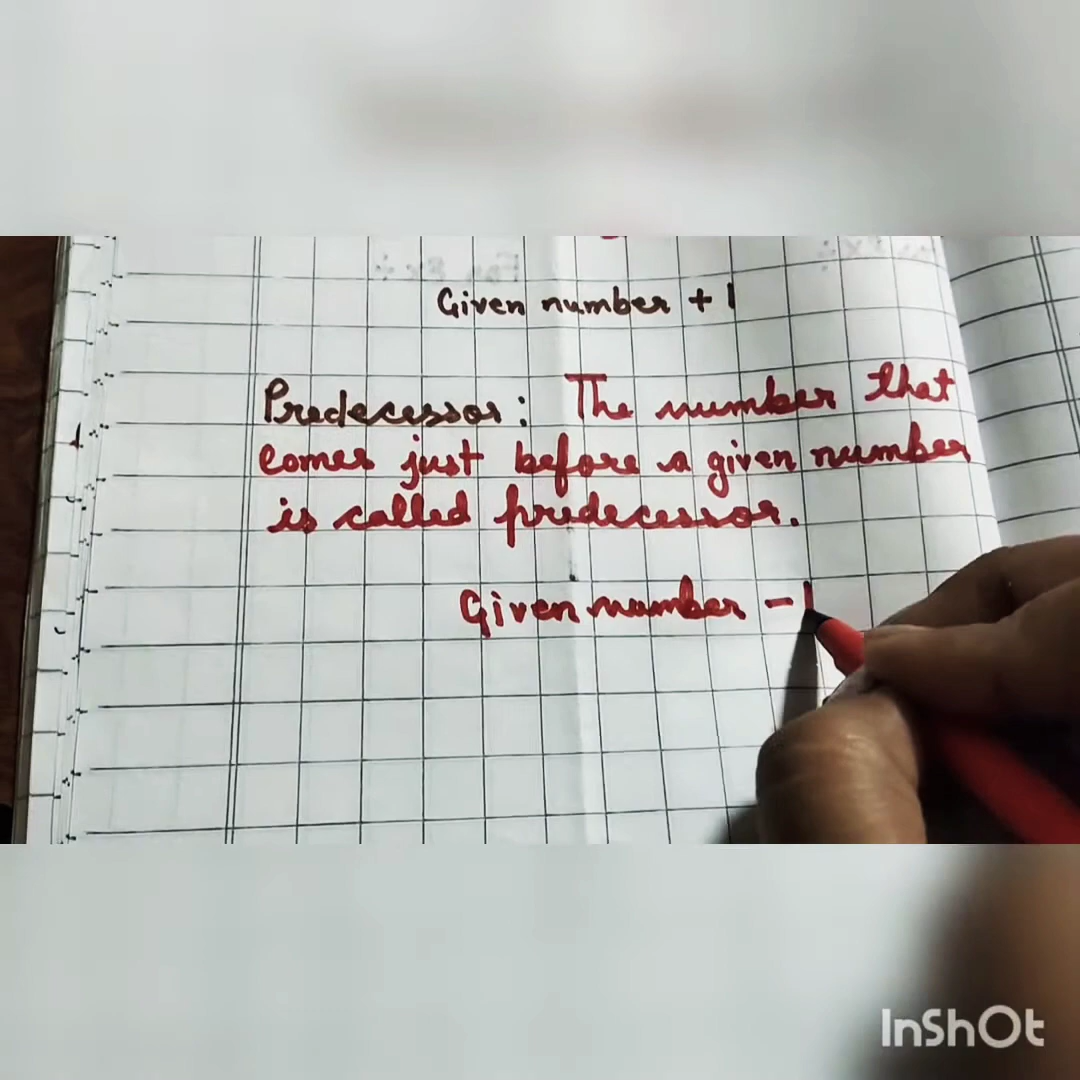 Given number + 1
Predecessor: The number that
comes just before a given number
is called predecessor.
Given number - 1
InShOt